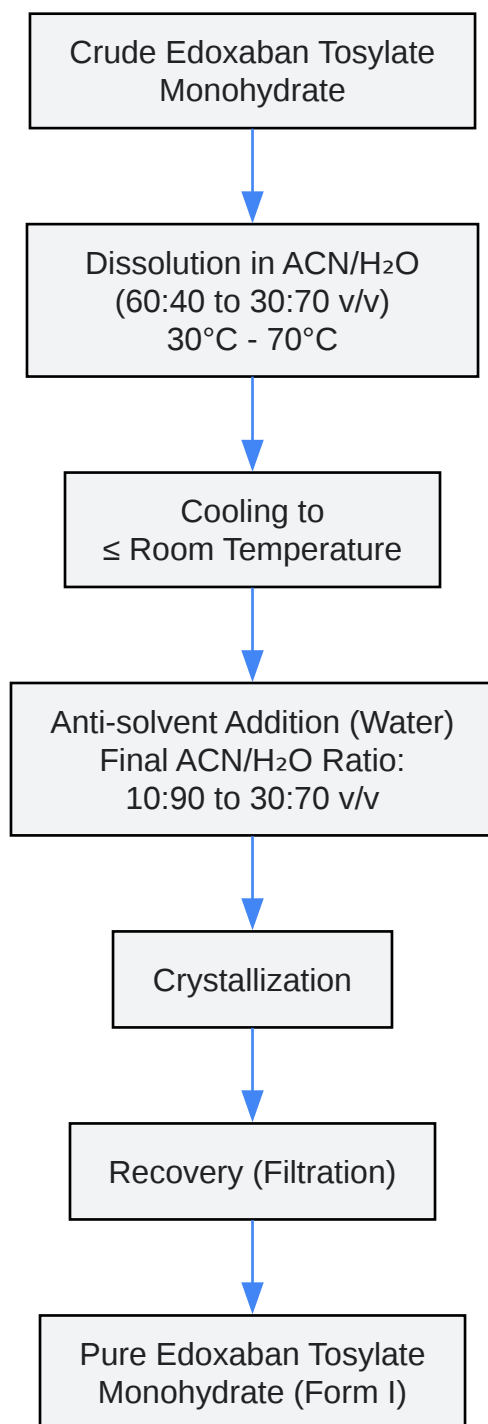 Crude Edoxaban Tosylate
Monohydrate
Dissolution in ACN/H₂O
(60:40 to 30:70 v/v)
30°C - 70°C
Cooling to
≤ Room Temperature
Anti-solvent Addition (Water)
Final ACN/H₂O Ratio:
10:90 to 30:70 v/v
Crystallization
Recovery (Filtration)
Pure Edoxaban Tosylate
Monohydrate (Form I)